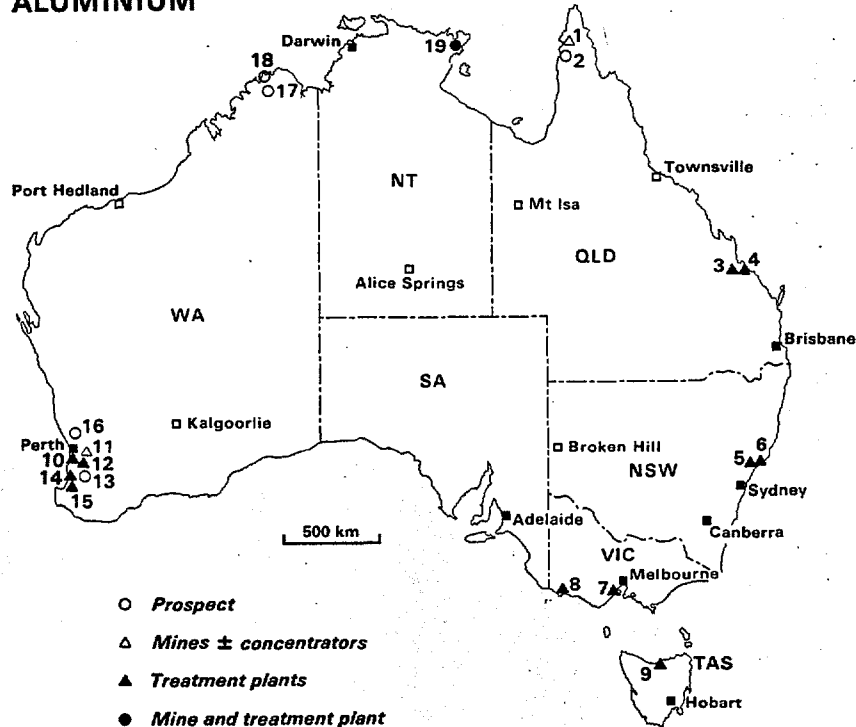 ALUMINIUM
Darwin
19
1
2
18
17
Port Hedland
NT
Townsville
Mt Isa
QLD
3 4
Alice Springs
WA
Brisbane
SA
16
Kalgoorlie
Perth
11
10
12
13
14
15
Broken Hill
NSW
5 6
Sydney
Adelaide
Canberra
500 km
VIC
Melbourne
8
7
TAS
9
Hobart
Prospect
Mines ± concentrators
Treatment plants
Mine and treatment plant